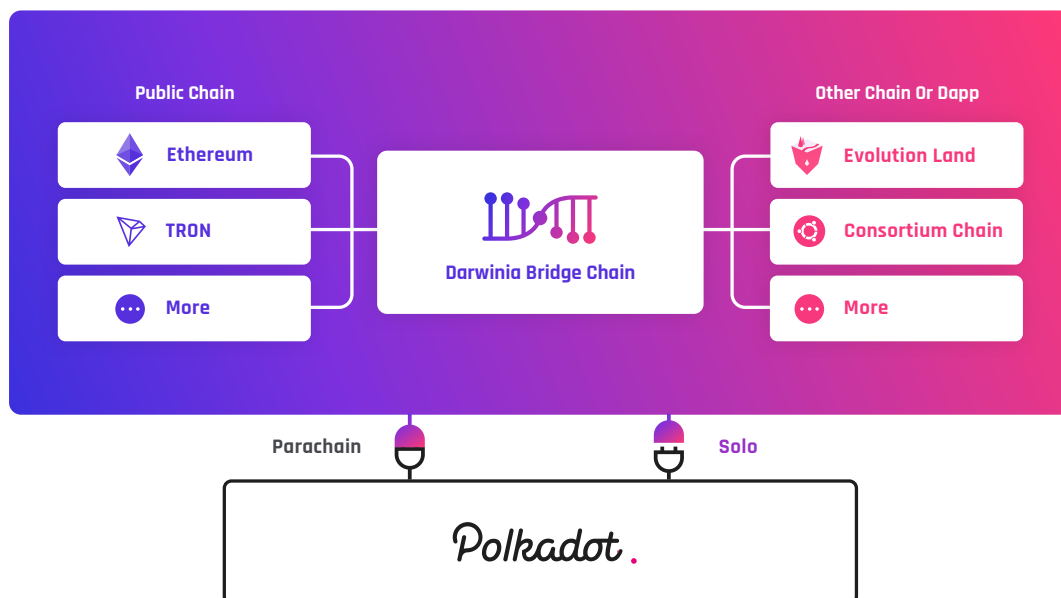 Public Chain
Other Chain Or Dapp
Ethereum
Evolution Land
TRON
Consortium Chain
Darwinia Bridge Chain
More
More
Parachain
Solo
Polkadot.